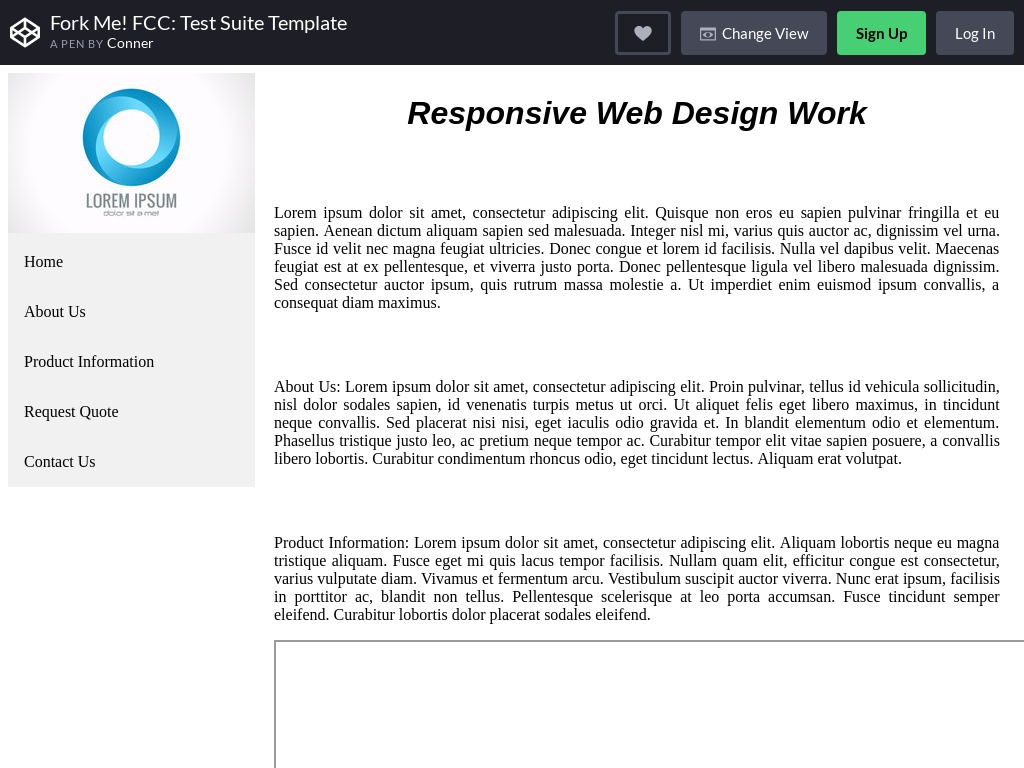 Fork Me! FCC: Test Suite Template
A PEN BY Conner
Change View
Sign Up
Log In
LOREM IPSUM
dolor sit a met
Home
About Us
Product Information
Request Quote
Contact Us
Responsive Web Design Work
Lorem ipsum dolor sit amet, consectetur adipiscing elit. Quisque non eros eu sapien pulvinar fringilla et eu
sapien. Aenean dictum aliquam sapien sed malesuada. Integer nisl mi, varius quis auctor ac, dignissim vel urna.
Fusce id velit nec magna feugiat ultricies. Donec congue et lorem id facilisis. Nulla vel dapibus velit. Maecenas
feugiat est at ex pellentesque, et viverra justo porta. Donec pellentesque ligula vel libero malesuada dignissim.
Sed consectetur auctor ipsum, quis rutrum massa molestie a. Ut imperdiet enim euismod ipsum convallis, a
consequat diam maximus.
About Us: Lorem ipsum dolor sit amet, consectetur adipiscing elit. Proin pulvinar, tellus id vehicula sollicitudin,
nisl dolor sodales sapien, id venenatis turpis metus ut orci. Ut aliquet felis eget libero maximus, in tincidunt
neque convallis. Sed placerat nisi nisi, eget iaculis odio gravida et. In blandit elementum odio et elementum.
Phasellus tristique justo leo, ac pretium neque tempor ac. Curabitur tempor elit vitae sapien posuere, a convallis
libero lobortis. Curabitur condimentum rhoncus odio, eget tincidunt lectus. Aliquam erat volutpat.
Product Information: Lorem ipsum dolor sit amet, consectetur adipiscing elit. Aliquam lobortis neque eu magna
tristique aliquam. Fusce eget mi quis lacus tempor facilisis. Nullam quam elit, efficitur congue est consectetur,
varius vulputate diam. Vivamus et fermentum arcu. Vestibulum suscipit auctor viverra. Nunc erat ipsum, facilisis
in porttitor ac, blandit non tellus. Pellentesque scelerisque at leo porta accumsan. Fusce tincidunt semper
eleifend. Curabitur lobortis dolor placerat sodales eleifend.